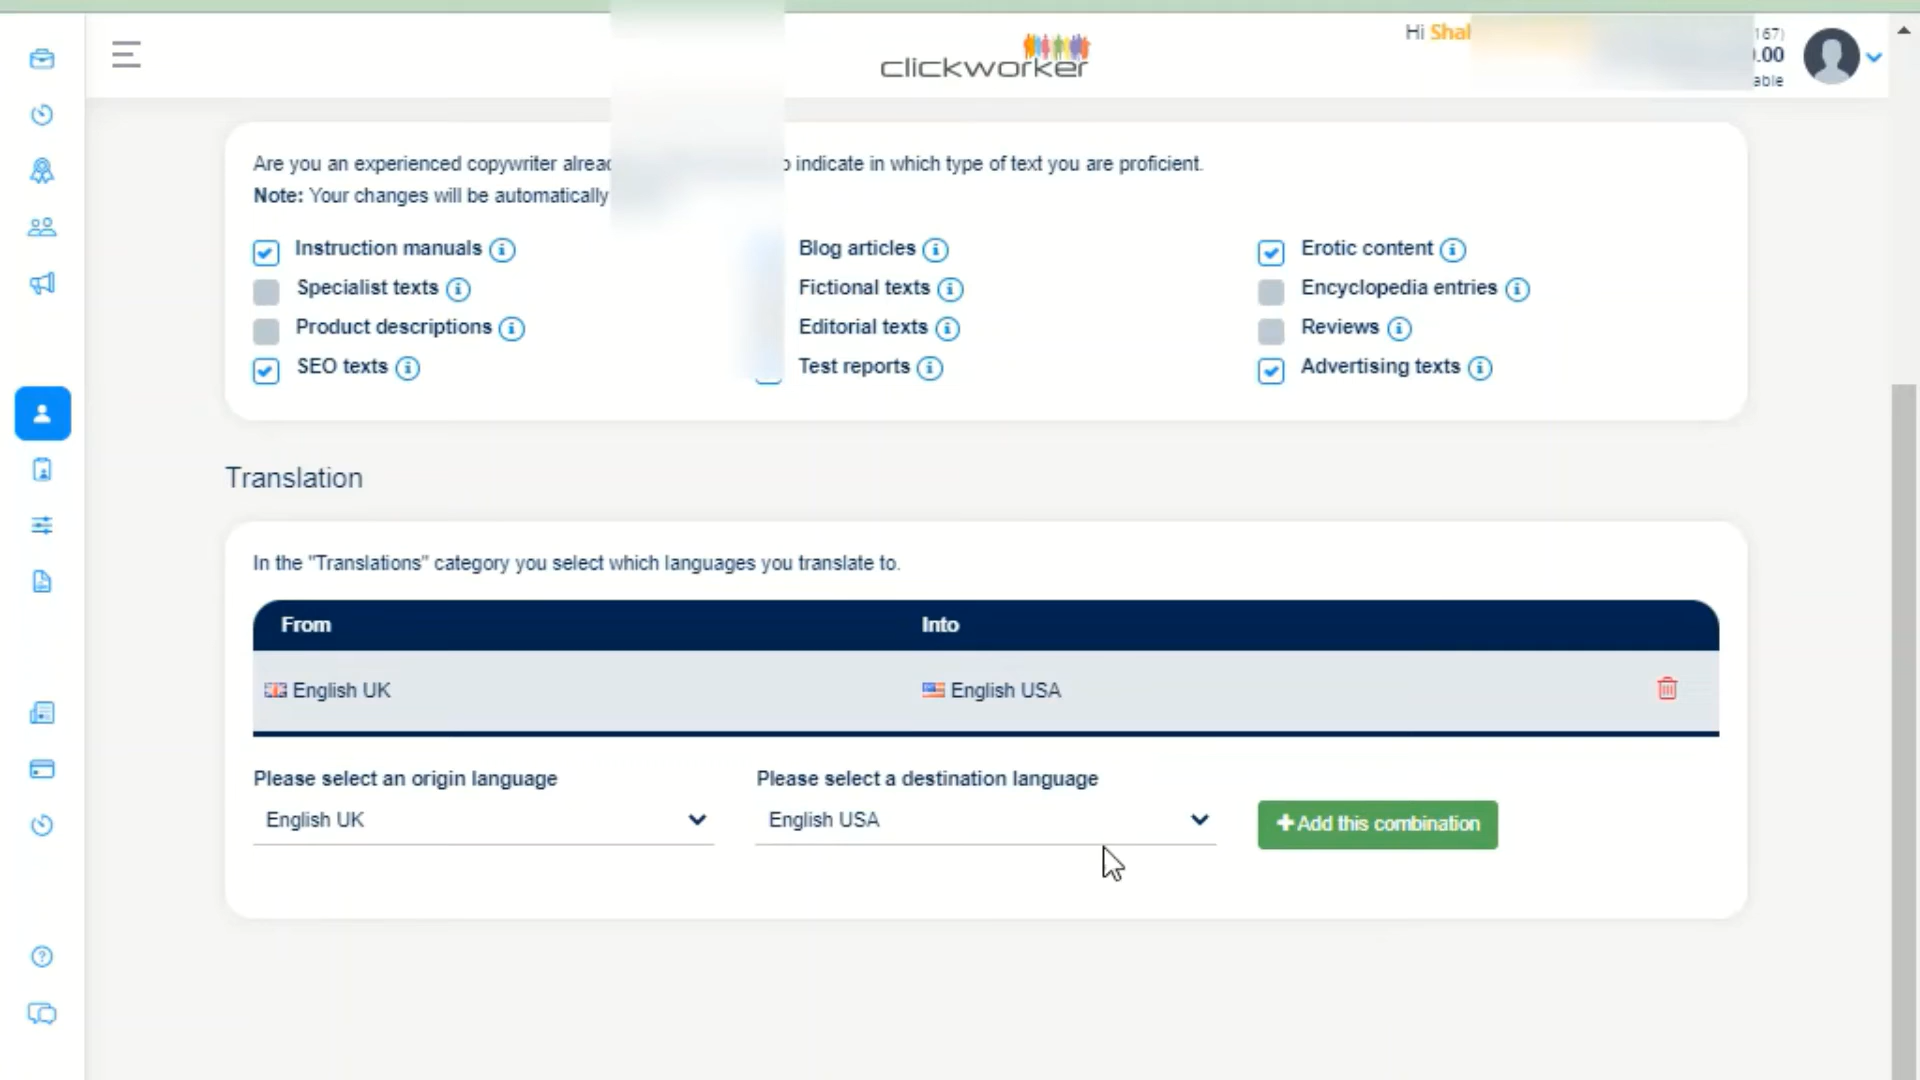 clickworker
Hi Shal
167)
.00
able
Are you an experienced copywriter to indicate in which type of text you are proficient.
Note: Your changes will be automatically
Instruction manuals
Blog articles
Erotic content
Specialist texts
Fictional texts
Encyclopedia entries
Product descriptions
Editorial texts
Reviews
SEO texts
Test reports
Advertising texts
Translation
In the "Translations" category you select which languages you translate to.
From Into
English UK English USA
Please select an origin language
Please select a destination language
English UK
English USA
+Add this combination